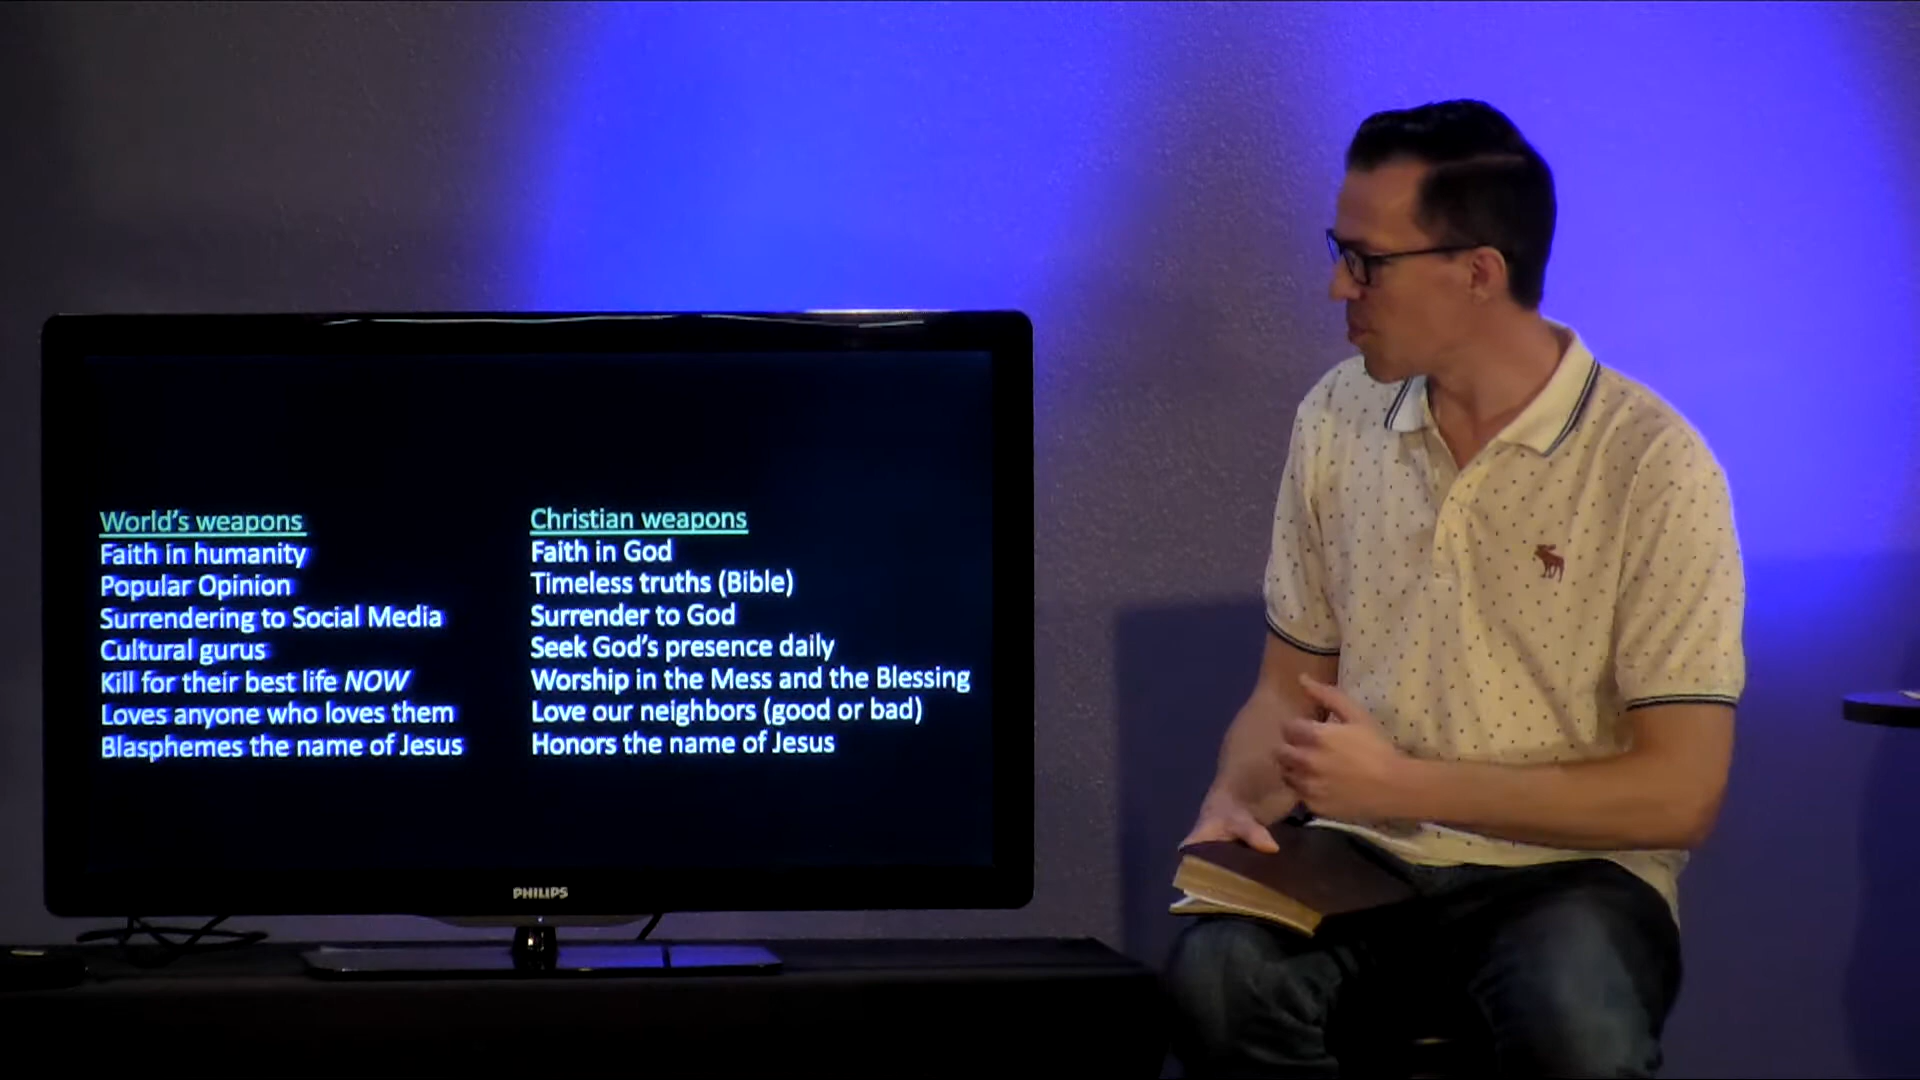 World's weapons
Faith in humanity
Popular Opinion
Surrendering to Social Media
Cultural gurus
Kill for their best life NOW
Loves anyone who loves them
Blasphemes the name of Jesus
Christian weapons
Faith in God
Timeless truths (Bible)
Surrender to God
Seek God's presence daily
Worship in the Mess and the Blessing
Love our neighbors (good or bad)
Honors the name of Jesus
PHILIPS